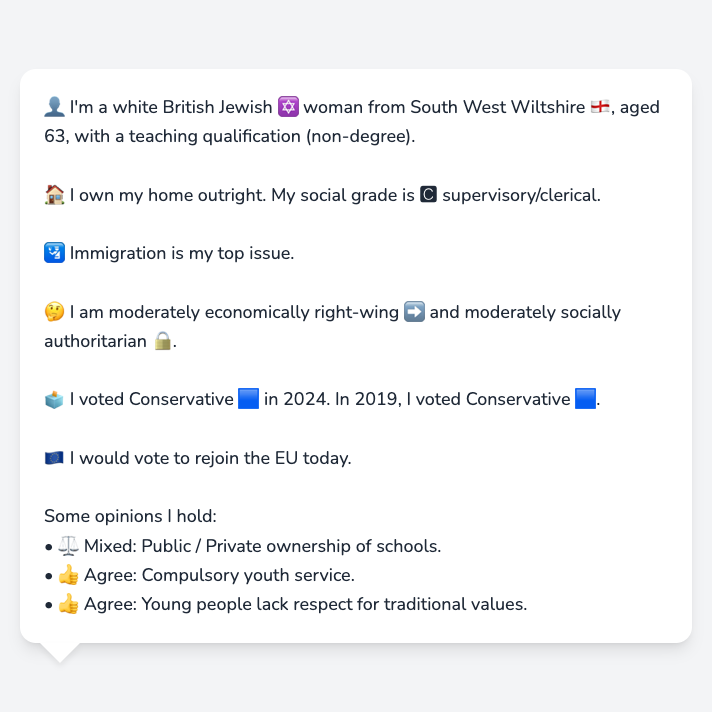 👤 I'm a white British Jewish ✡️ woman from South West Wiltshire 🏴󠁧󠁢󠁥󠁮󠁧󠁿, aged
63, with a teaching qualification (non-degree).
🏠 I own my home outright. My social grade is 🅲 supervisory/clerical.
🛂 Immigration is my top issue.
🤔 I am moderately economically right-wing ➡️ and moderately socially
authoritarian 🔒.
🗳️ I voted Conservative 🟦 in 2024. In 2019, I voted Conservative 🟦.
🇪🇺 I would vote to rejoin the EU today.
Some opinions I hold:
• ⚖️ Mixed: Public / Private ownership of schools.
• 👍 Agree: Compulsory youth service.
• 👍 Agree: Young people lack respect for traditional values.